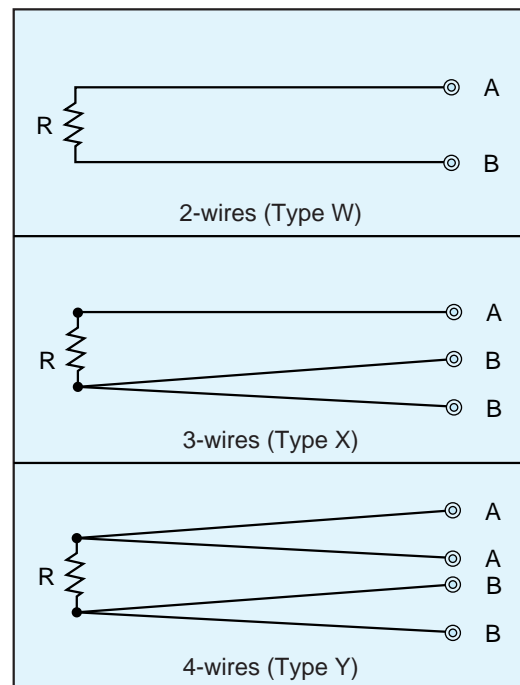 A
R
B
2-wires (Type W)
A
R
B
B
3-wires (Type X)
A
A
R
B
B
4-wires (Type Y)